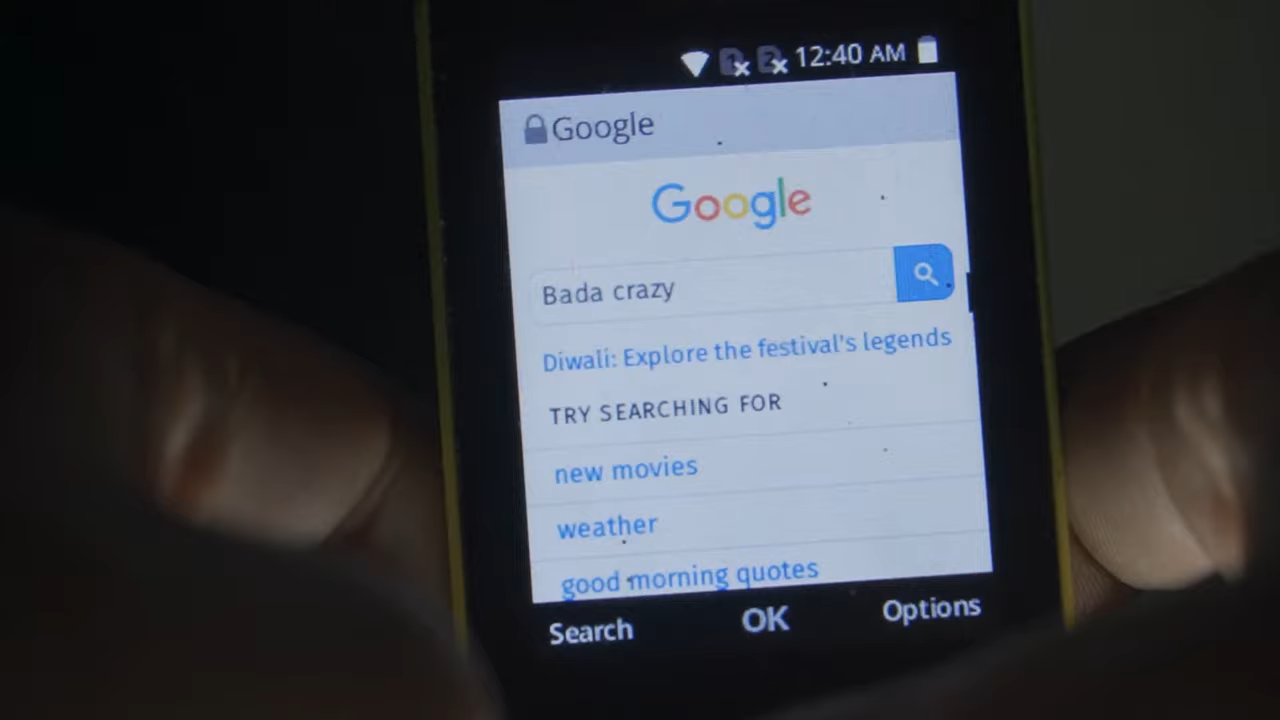 12:40 AM
Google
Google
Bada crazy
Diwali: Explore the festival's legends
TRY SEARCHING FOR
new movies
weather
good morning quotes
Search OK Options